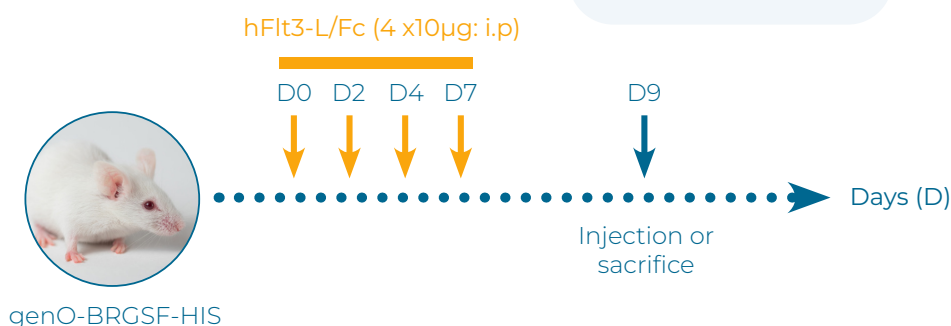 hFlt3-L/Fc (4 x10µg: i.p)
D0 D2 D4 D7 D9
Days (D)
Injection or
sacrifice
genO-BRGSF-HIS